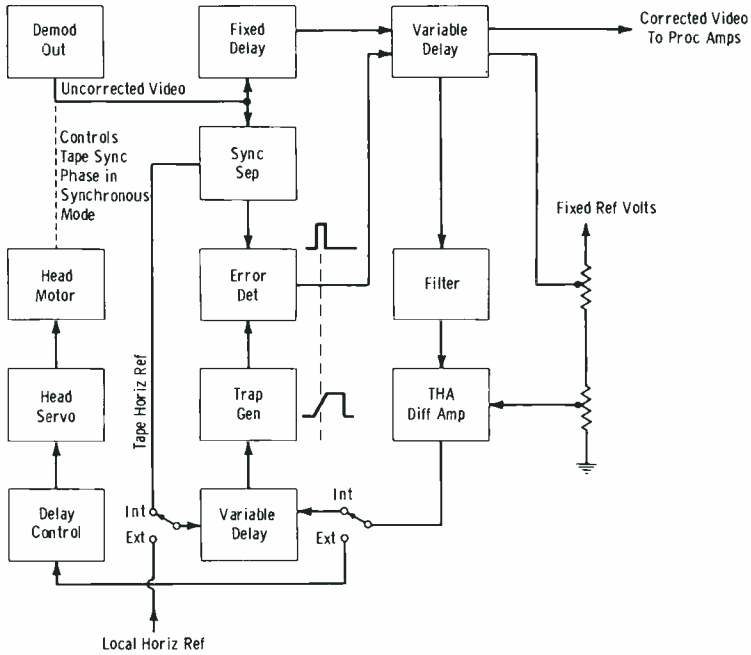 Demod
Out
Fixed
Delay
Variable
Delay
Corrected Video
To Proc Amps
Uncorrected Video
Controls
Tape Sync
Phase in
Synchronous
Mode
Sync
Sep
Fixed Ref Volts
Head
Motor
Error
Det
Filter
Tape Horiz Ref
Head
Servo
Trap
Gen
THA
Diff Amp
Delay
Control
Int
Ext
Variable
Delay
Int
Ext
Local Horiz Ref